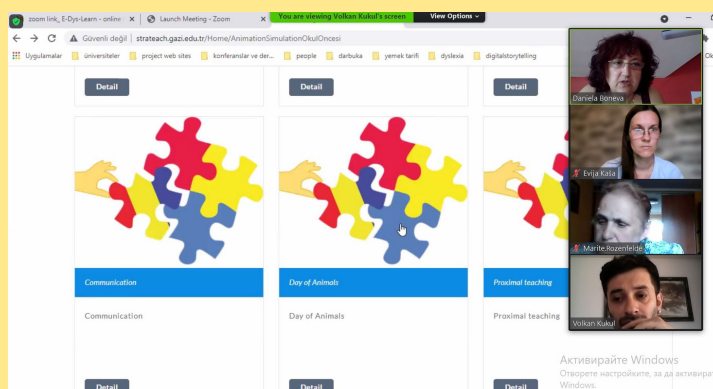 zoom link_ E-Dys-Learn - online
Launch Meeting - Zoom
You are viewing Volkan Kukul's screen
View Options
Güvenli değil | strateach.gazi.edu.tr/Home/AnimationSimulationOkulOncesi
Uygulamalar
üniversiteler
project web sites
konferanslar ve der...
people
darbuka
yemek tarifi
dyslexia
digitalstorytelling
Ok
Detail
Detail
Detail
Daniela Boneva
Evija Kaša
Marite Rozenfelde
Volkan Kukul
Communication
Day of Animals
Proximal teaching
Communication
Day of Animals
Proximal teaching
Detail
Detail
Detail
Активирайте Windows
Отворете настройките, за да активират
Windows.